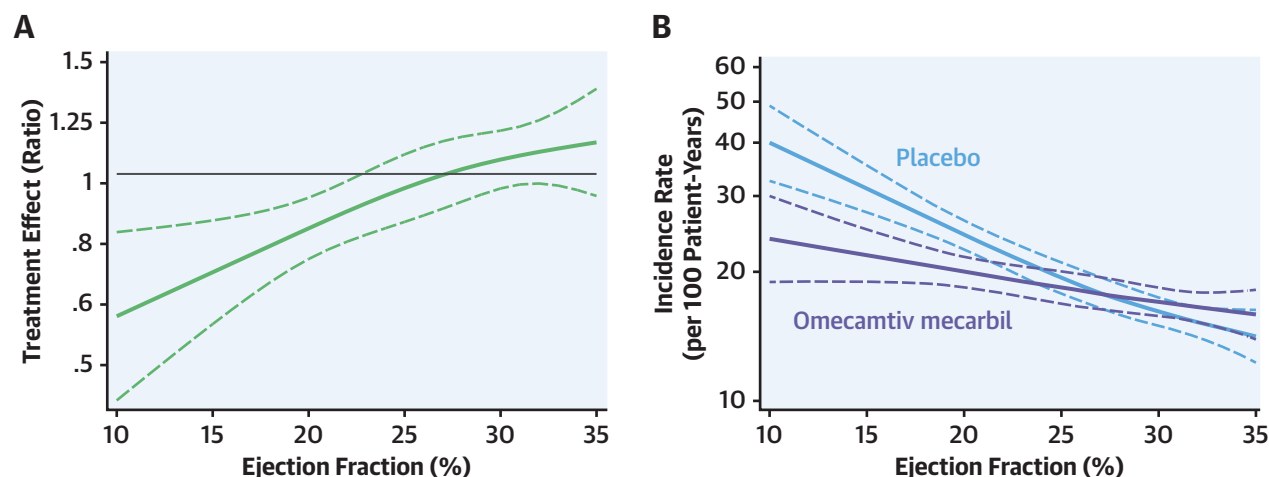 A
Treatment Effect (Ratio)
1.5
1.25
1
.8
.6
.5
10 15 20 25 30 35
Ejection Fraction (%)
B
Incidence Rate
(per 100 Patient-Years)
60
50
40
30
20
10
Placebo
Omecamtiv mecarbil
10 15 20 25 30 35
Ejection Fraction (%)